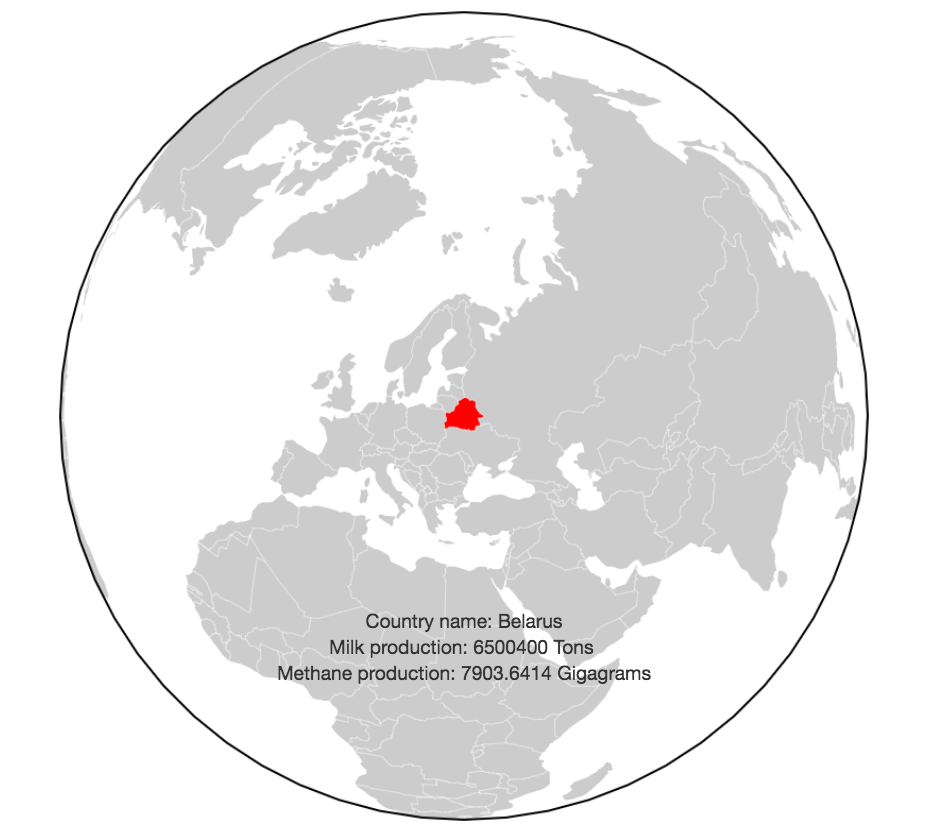 Country name: Belarus
Milk production: 6500400 Tons
Methane production: 7903.6414 Gigagrams